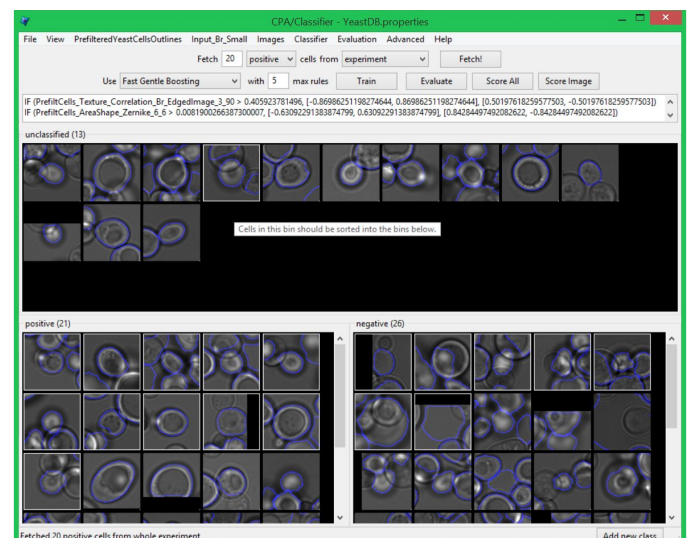 CPA/Classifier - YeastDB.properties
File View PrefilteredYeastCellsOutlines Input_Br_Small Images Classifier Evaluation Advanced Help
Fetch 20 positive cells from experiment Fetch!
Use Fast Gentle Boosting with 5 max rules Train Evaluate Score All Score Image
IF (PrefiltCells_Texture_Correlation_Br_EdgedImage_3_90 > 0.405923781496, [-0.86986251198274644, 0.86986251198274644], [0.50197618259577503, -0.50197618259577503])
IF (PrefiltCells_AreaShape_Zernike_6_6 > 0.0081900266387300007, [-0.63092291383874799, 0.63092291383874799], [0.84284497492082622, -0.84284497492082622])
unclassified (13)
Cells in this bin should be sorted into the bins below.
positive (21) negative (26)
Fetched 20 positive cells from whole experiment Add new class